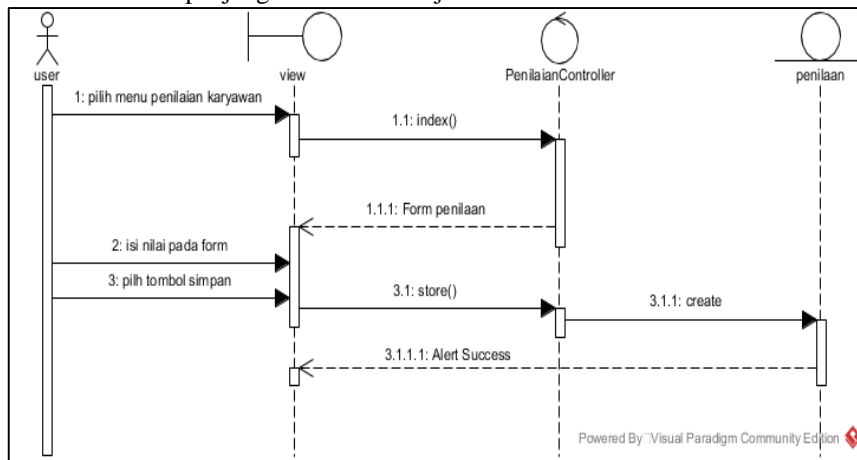 user
view
PenilaianController
penilaan
1: pilih menu penilaian karyawan
1.1: index()
1.1.1: Form penilaan
2: isi nilai pada form
3: pilh tombol simpan
3.1: store()
3.1.1: create
3.1.1.1: Alert Success
Powered By Visual Paradigm Community Edition